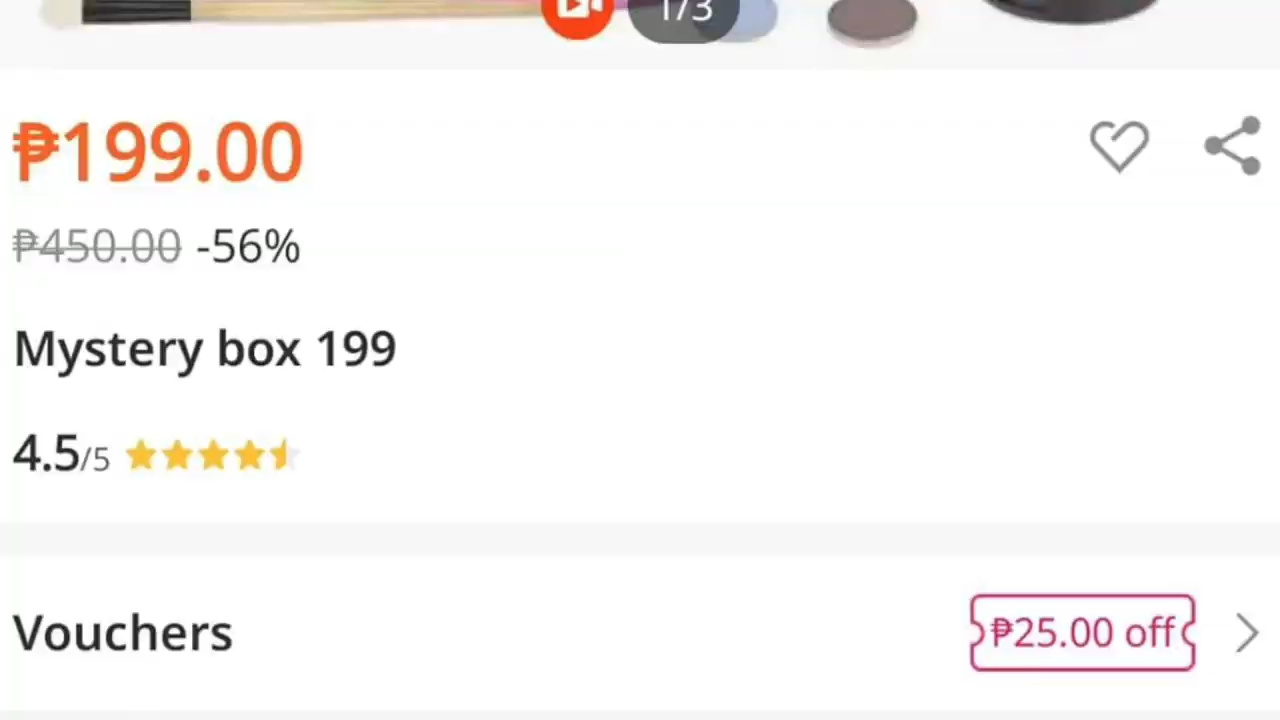 1/3
₱199.00
₱450.00 -56%
Mystery box 199
4.5/5
Vouchers ₱25.00 off